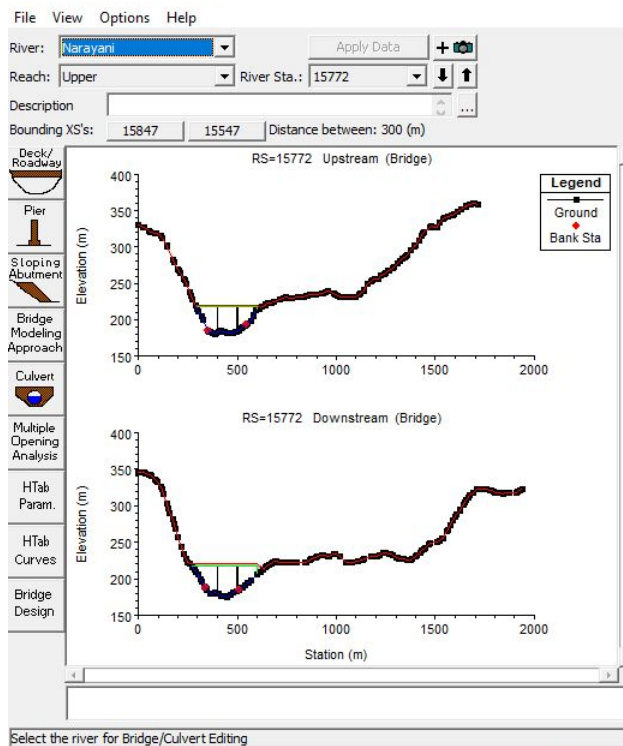 File View Options Help
River: Narayani Apply Data +
Reach: Upper River Sta.: 15772
Description ...
Bounding XS's: 15847 15547 Distance between: 300 (m)
Deck/
Roadway
Pier
Sloping
Abutment
Bridge
Modeling
Approach
Culvert
Multiple
Opening
Analysis
HTab
Param.
HTab
Curves
Bridge
Design
RS=15772 Upstream (Bridge)
Elevation (m)
400
350
300
250
200
150
0 500 1000 1500 2000
Legend
Ground
Bank Sta
RS=15772 Downstream (Bridge)
Elevation (m)
400
350
300
250
200
150
0 500 1000 1500 2000
Station (m)
Select the river for Bridge/Culvert Editing